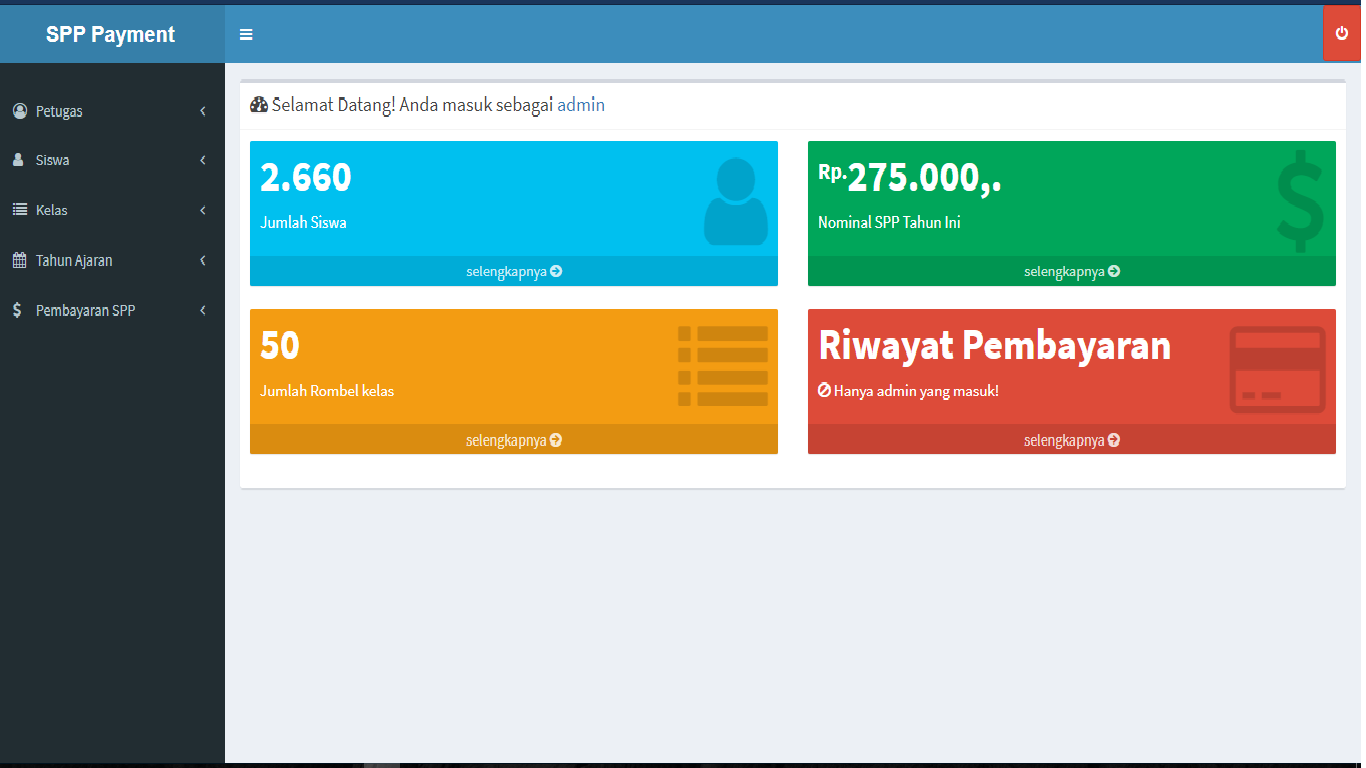 SPP Payment
Petugas
Siswa
Kelas
Tahun Ajaran
Pembayaran SPP
Selamat Datang! Anda masuk sebagai admin
2.660
Jumlah Siswa
selengkapnya
Rp.275.000,.
Nominal SPP Tahun Ini
selengkapnya
50
Jumlah Rombel kelas
selengkapnya
Riwayat Pembayaran
Hanya admin yang masuk!
selengkapnya